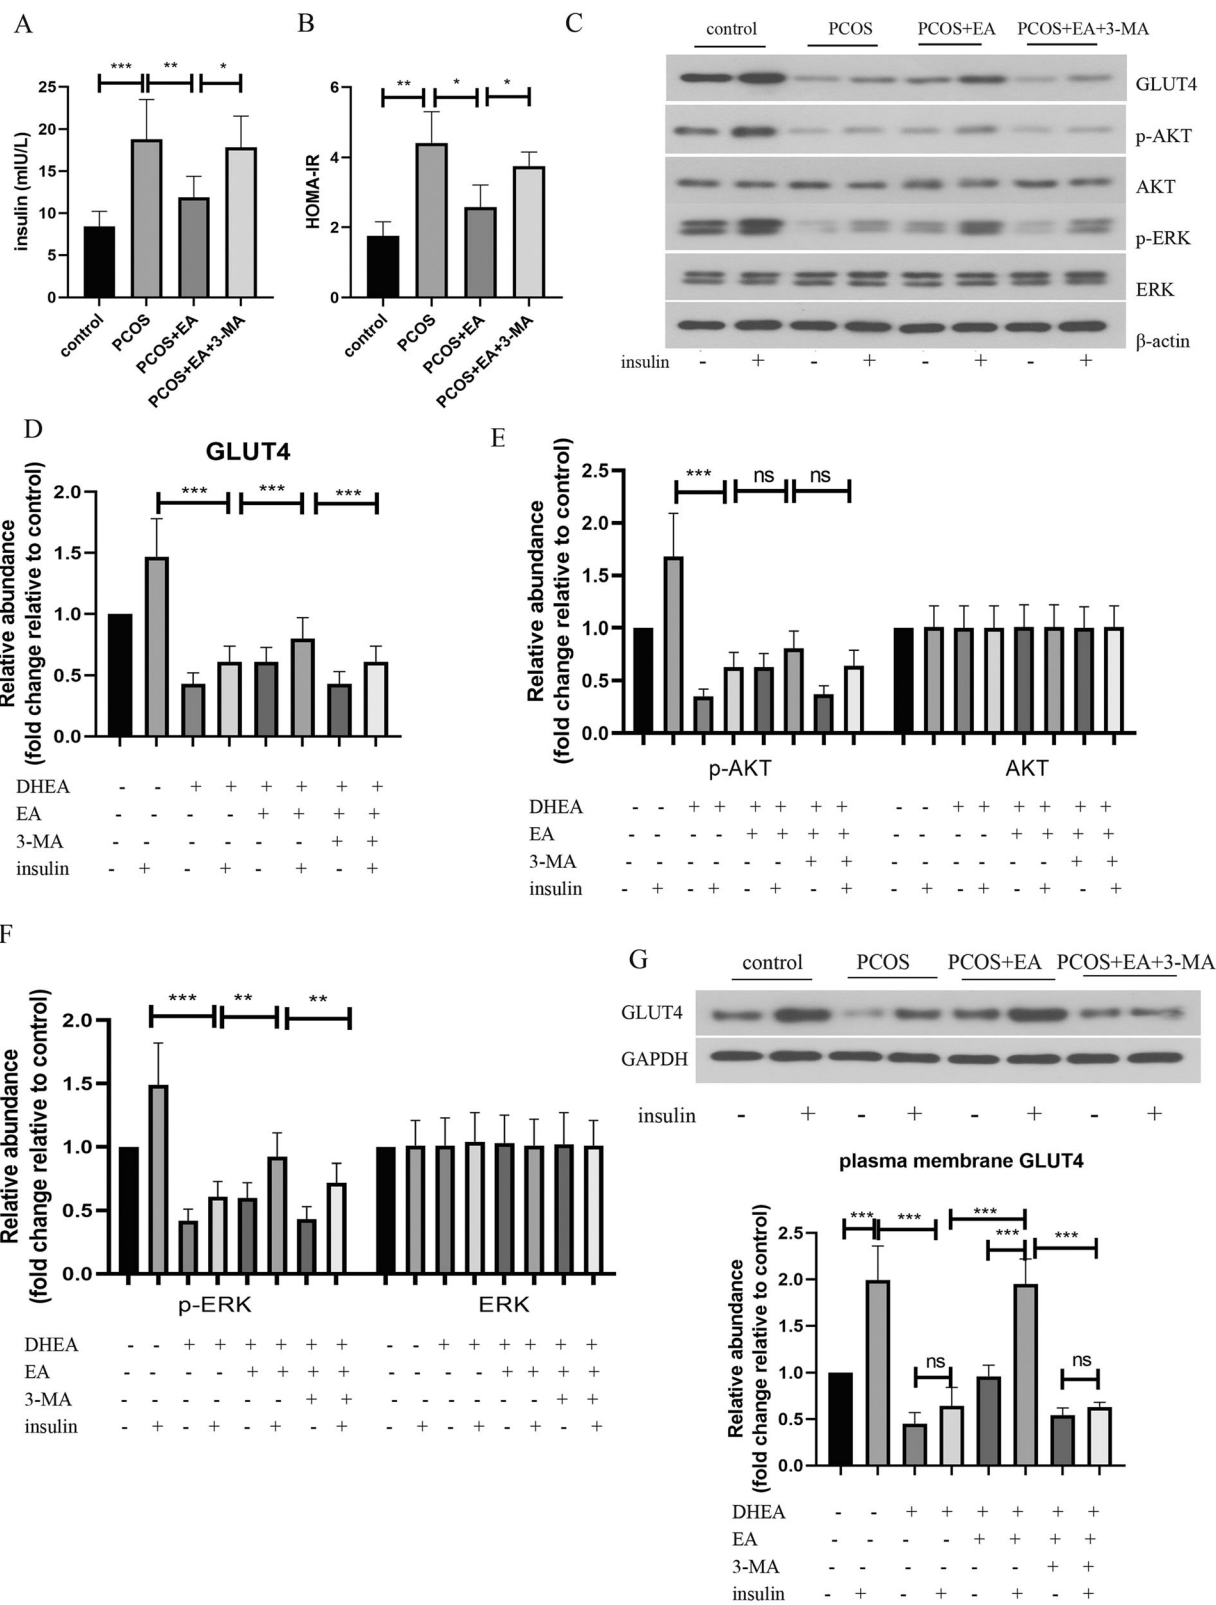 A
*** ** *
insulin (mIU/L)
25
20
15
10
5
0
control
PCOS
PCOS+EA
PCOS+EA+3-MA
B
** * *
HOMA-IR
6
4
2
0
control
PCOS
PCOS+EA
PCOS+EA+3-MA
C
control PCOS PCOS+EA PCOS+EA+3-MA
GLUT4
p-AKT
AKT
p-ERK
ERK
β-actin
insulin - + - + - + - +
D
GLUT4
*** *** ***
Relative abundance
(fold change relative to control)
2.0
1.5
1.0
0.5
0.0
DHEA - - + + + + + +
EA - - - - + + + +
3-MA - - - - - - + +
insulin - + - + - + - +
E
*** ns ns
Relative abundance
(fold change relative to control)
2.5
2.0
1.5
1.0
0.5
0.0
p-AKT AKT
DHEA - - + + + + + + - - + + + + + +
EA - - - - + + + + - - - - + + + +
3-MA - - - - - - + + - - - - - - + +
insulin - + - + - + - + - + - + - + - +
F
*** ** **
Relative abundance
(fold change relative to control)
2.0
1.5
1.0
0.5
0.0
p-ERK ERK
DHEA - - + + + + + + - - + + + + + +
EA - - - - + + + + - - - - + + + +
3-MA - - - - - - + + - - - - - - + +
insulin - + - + - + - + - + - + - + - +
G
control PCOS PCOS+EA PCOS+EA+3-MA
GLUT4
GAPDH
insulin - + - + - + - +
plasma membrane GLUT4
*** *** *** *** ***
ns ns
Relative abundance
(fold change relative to control)
2.5
2.0
1.5
1.0
0.5
0.0
DHEA - - + + + + + +
EA - - - - + + + +
3-MA - - - - - - + +
insulin - + - + - + - +